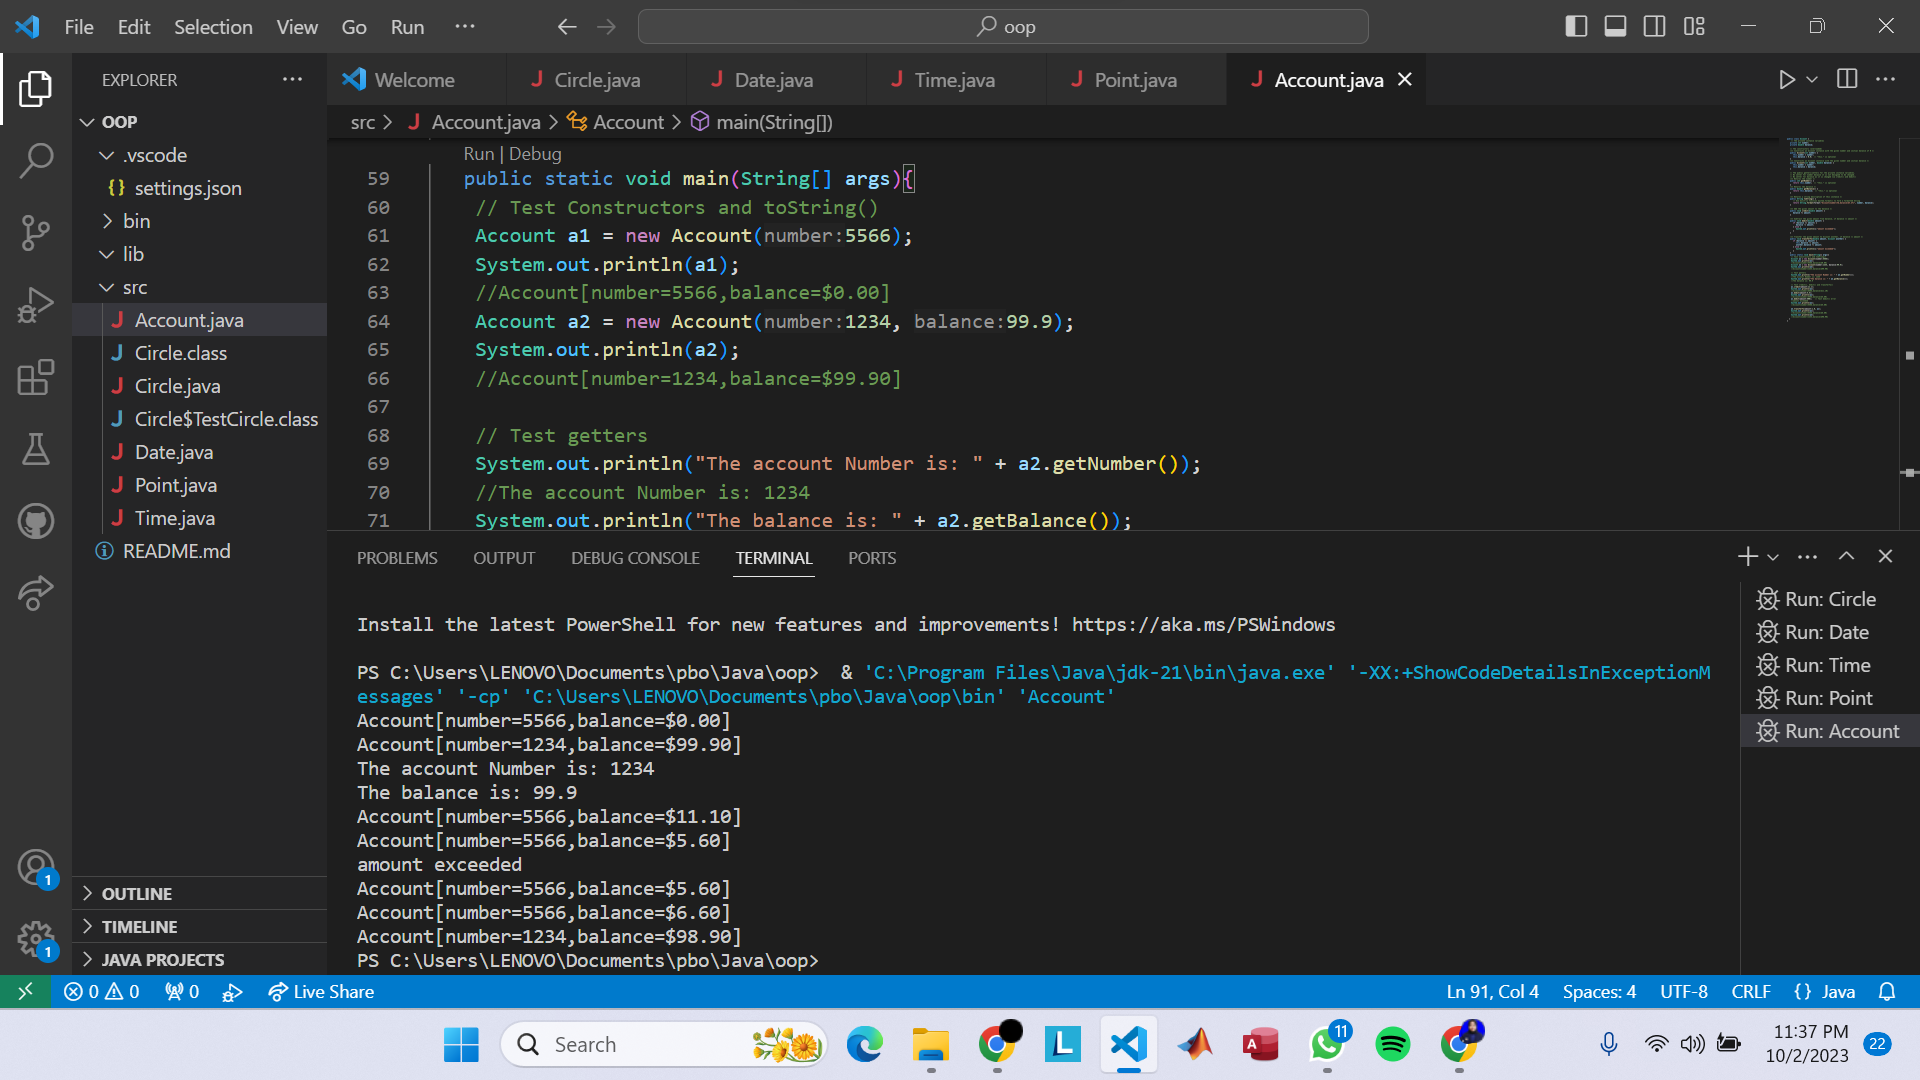 File Edit Selection View Go Run ···
oop
EXPLORER ···
OOP
.vscode
{} settings.json
bin
lib
src
J Account.java
J Circle.class
J Circle.java
J Circle$TestCircle.class
J Date.java
J Point.java
J Time.java
README.md
OUTLINE
TIMELINE
JAVA PROJECTS
1
1
Welcome J Circle.java J Date.java J Time.java J Point.java J Account.java
src > J Account.java > Account > main(String[])
Run | Debug
59 public static void main(String[] args){
60 // Test Constructors and toString()
61 Account a1 = new Account(number:5566);
62 System.out.println(a1);
63 //Account[number=5566,balance=$0.00]
64 Account a2 = new Account(number:1234, balance:99.9);
65 System.out.println(a2);
66 //Account[number=1234,balance=$99.90]
67
68 // Test getters
69 System.out.println("The account Number is: " + a2.getNumber());
70 //The account Number is: 1234
71 System.out.println("The balance is: " + a2.getBalance());
PROBLEMS OUTPUT DEBUG CONSOLE TERMINAL PORTS
Install the latest PowerShell for new features and improvements! https://aka.ms/PSWindows
PS C:\Users\LENOVO\Documents\pbo\Java\oop>  & 'C:\Program Files\Java\jdk-21\bin\java.exe' '-XX:+ShowCodeDetailsInExceptionM
essages' '-cp' 'C:\Users\LENOVO\Documents\pbo\Java\oop\bin' 'Account'
Account[number=5566,balance=$0.00]
Account[number=1234,balance=$99.90]
The account Number is: 1234
The balance is: 99.9
Account[number=5566,balance=$11.10]
Account[number=5566,balance=$5.60]
amount exceeded
Account[number=5566,balance=$5.60]
Account[number=5566,balance=$6.60]
Account[number=1234,balance=$98.90]
PS C:\Users\LENOVO\Documents\pbo\Java\oop>
Run: Circle
Run: Date
Run: Time
Run: Point
Run: Account
0 0 0 Live Share
Ln 91, Col 4 Spaces: 4 UTF-8 CRLF {} Java
Search
L
A
11
11:37 PM
10/2/2023
22